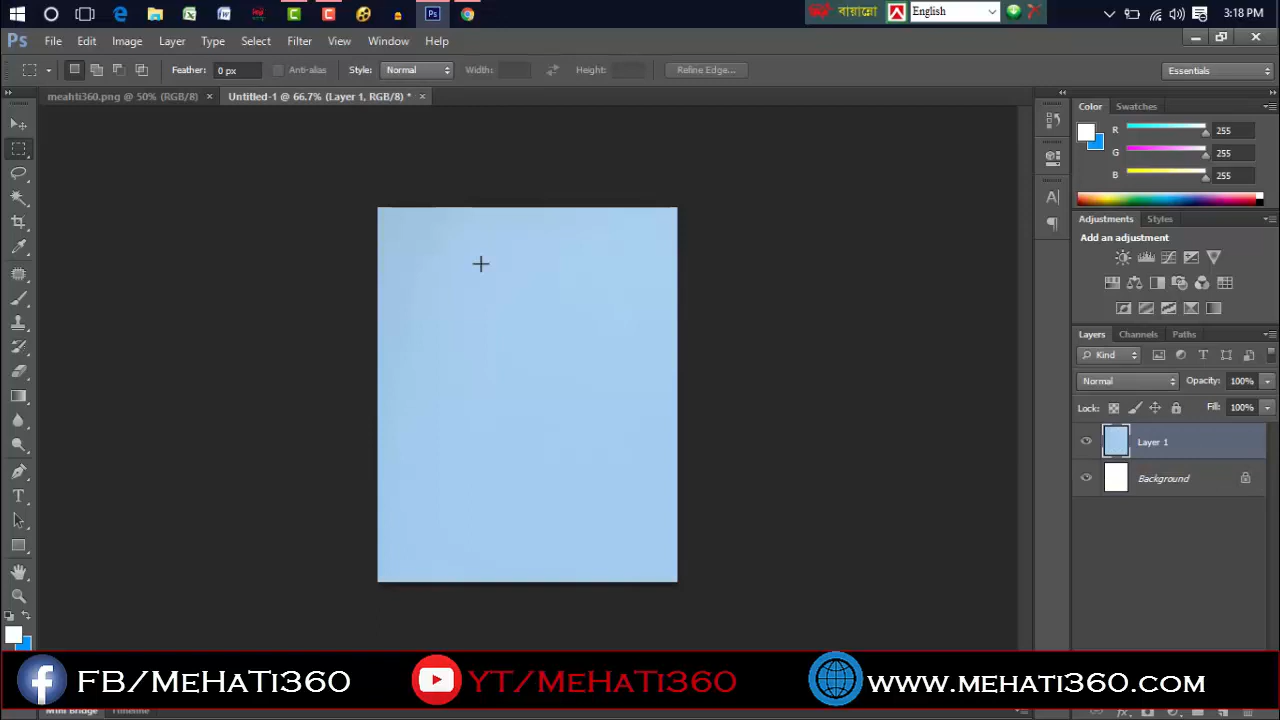 বায়ান্নো English 3:18 PM
Ps File Edit Image Layer Type Select Filter View Window Help
Feather: 0 px Anti-alias Style: Normal Width: Height: Refine Edge... Essentials
meahti360.png @ 50% (RGB/8) × Untitled-1 @ 66.7% (Layer 1, RGB/8) * ×
Color Swatches
R 255
G 255
B 255
Adjustments Styles
Add an adjustment
Layers Channels Paths
Kind
Normal Opacity: 100%
Lock: Fill: 100%
Layer 1
Background
FB/MeHaTi360 YT/MeHaTi360 www.mehati360.com
Mini Bridge Timeline